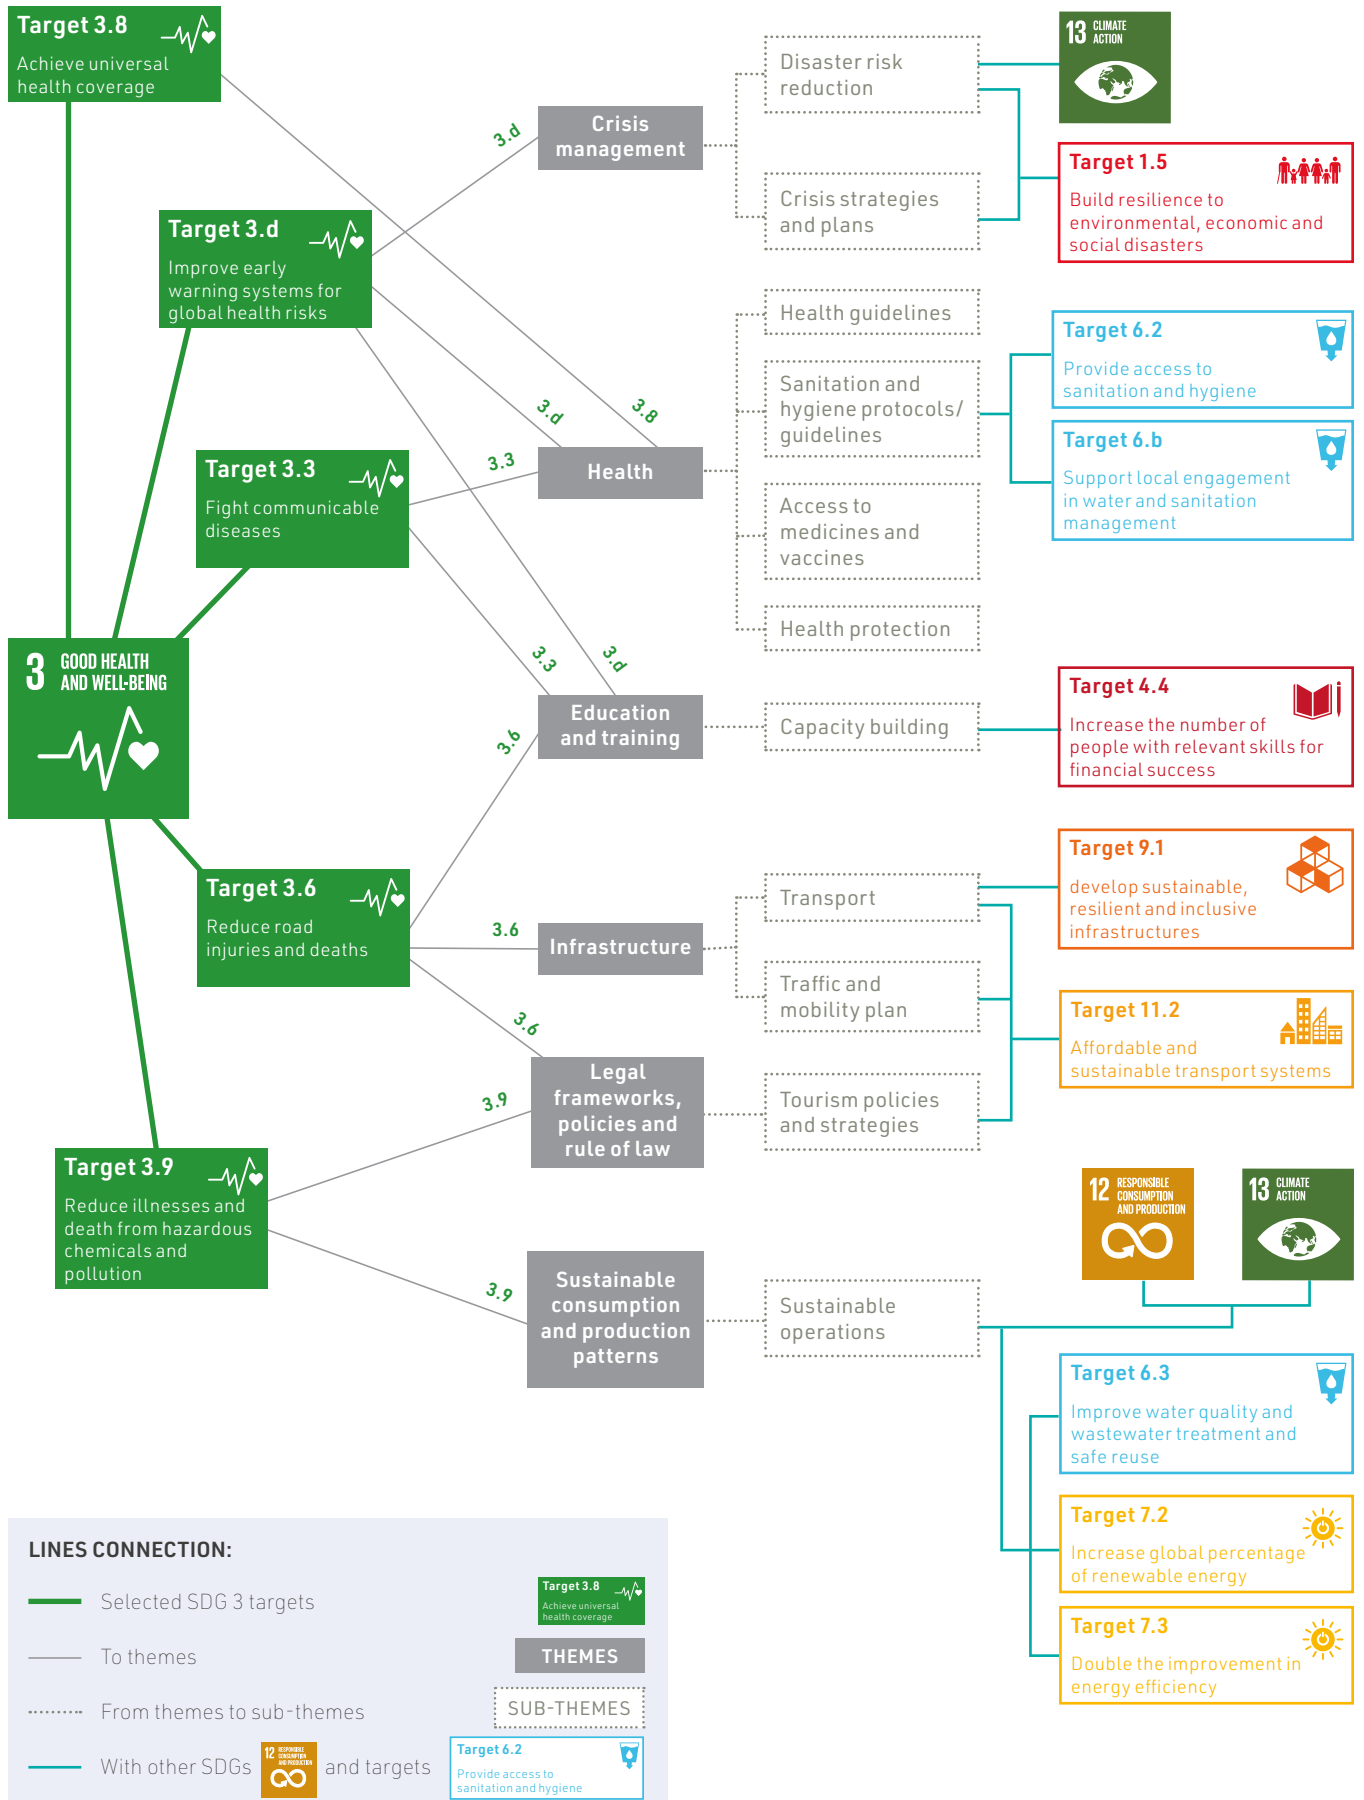 Target 3.8
Achieve universal
health coverage
Target 3.d
Improve early
warning systems for
global health risks
Target 3.3
Fight communicable
diseases
3 GOOD HEALTH
AND WELL-BEING
Target 3.6
Reduce road
injuries and deaths
Target 3.9
Reduce illnesses and
death from hazardous
chemicals and
pollution
3.d
3.d
3.8
3.3
3.3
3.d
3.6
3.6
3.6
3.9
3.9
Crisis
management
Health
Education
and training
Infrastructure
Legal
frameworks,
policies and
rule of law
Sustainable
consumption
and production
patterns
Disaster risk
reduction
Crisis strategies
and plans
Health guidelines
Sanitation and
hygiene protocols/
guidelines
Access to
medicines and
vaccines
Health protection
Capacity building
Transport
Traffic and
mobility plan
Tourism policies
and strategies
Sustainable
operations
13 CLIMATE
ACTION
Target 1.5
Build resilience to
environmental, economic and
social disasters
Target 6.2
Provide access to
sanitation and hygiene
Target 6.b
Support local engagement
in water and sanitation
management
Target 4.4
Increase the number of
people with relevant skills for
financial success
Target 9.1
develop sustainable,
resilient and inclusive
infrastructures
Target 11.2
Affordable and
sustainable transport systems
12 RESPONSIBLE
CONSUMPTION
AND PRODUCTION
13 CLIMATE
ACTION
Target 6.3
Improve water quality and
wastewater treatment and
safe reuse
Target 7.2
Increase global percentage
of renewable energy
Target 7.3
Double the improvement in
energy efficiency
LINES CONNECTION:
Selected SDG 3 targets
Target 3.8
Achieve universal
health coverage
To themes
THEMES
From themes to sub-themes
SUB-THEMES
With other SDGs
12 RESPONSIBLE
CONSUMPTION
AND PRODUCTION
and targets
Target 6.2
Provide access to
sanitation and hygiene